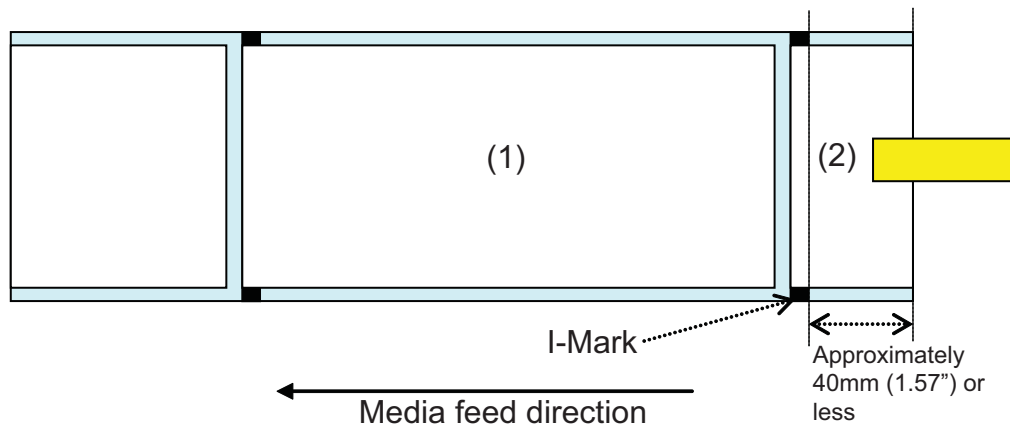 (1)
(2)
I-Mark
Approximately
40mm (1.57”) or
less
Media feed direction